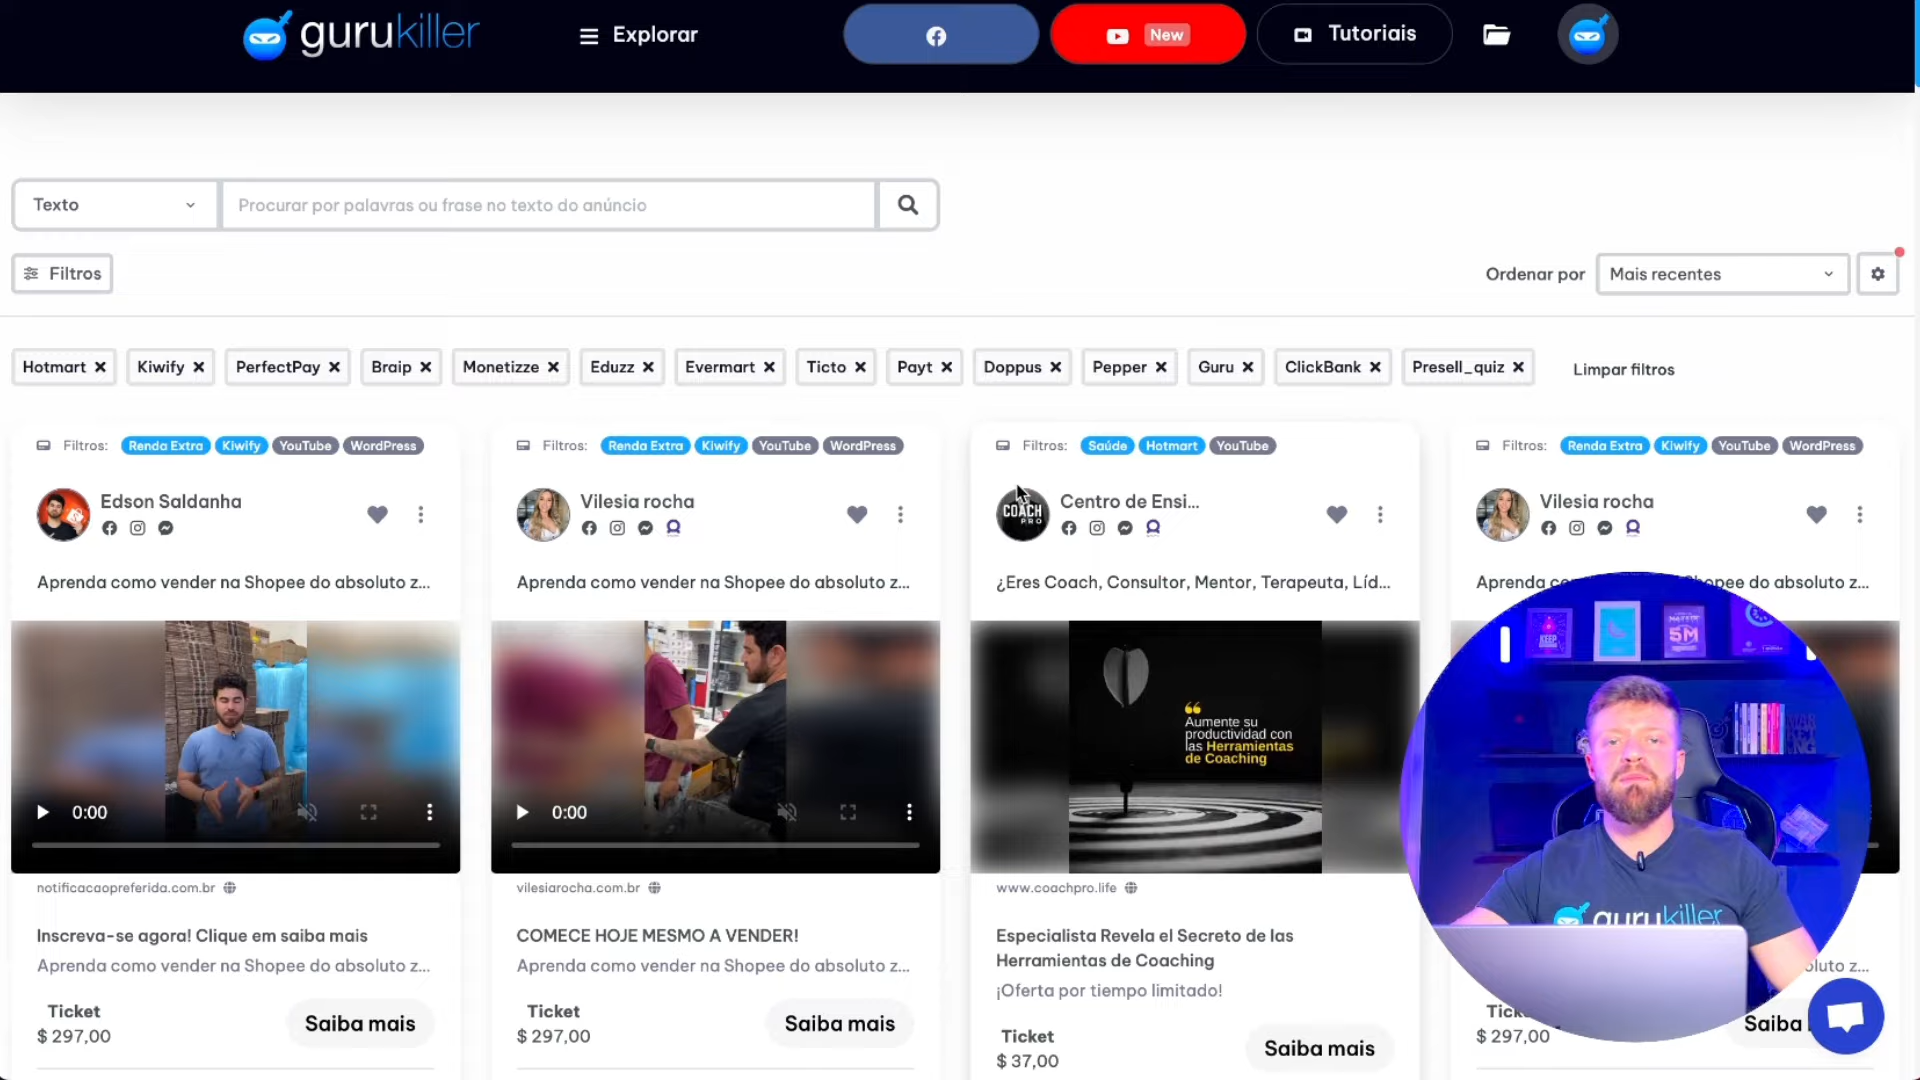 gurukiller
Explorar
New
Tutoriais
Texto
Procurar por palavras ou frase no texto do anúncio
Filtros
Ordenar por
Mais recentes
Hotmart
Kiwify
PerfectPay
Braip
Monetizze
Eduzz
Evermart
Ticto
Payt
Doppus
Pepper
Guru
ClickBank
Presell_quiz
Limpar filtros
Filtros: Renda Extra Kiwify YouTube WordPress
Edson Saldanha
Aprenda como vender na Shopee do absoluto z...
0:00
notificacaopreferida.com.br
Inscreva-se agora! Clique em saiba mais
Aprenda como vender na Shopee do absoluto z...
Ticket
$ 297,00
Saiba mais
Filtros: Renda Extra Kiwify YouTube WordPress
Vilesia rocha
Aprenda como vender na Shopee do absoluto z...
0:00
vilesiarocha.com.br
COMECE HOJE MESMO A VENDER!
Aprenda como vender na Shopee do absoluto z...
Ticket
$ 297,00
Saiba mais
Filtros: Saúde Hotmart YouTube
COACH
PRO
Centro de Ensi...
¿Eres Coach, Consultor, Mentor, Terapeuta, Líd...
Aumente su
productividad con
las Herramientas
de Coaching
www.coachpro.life
Especialista Revela el Secreto de las
Herramientas de Coaching
¡Oferta por tiempo limitado!
Ticket
$ 37,00
Saiba mais
Filtros: Renda Extra Kiwify YouTube WordPress
Vilesia rocha
Aprenda co Shopee do absoluto z...
KEEP
5M
gurukiller
oluto z...
Tick
$ 297,00
Saiba